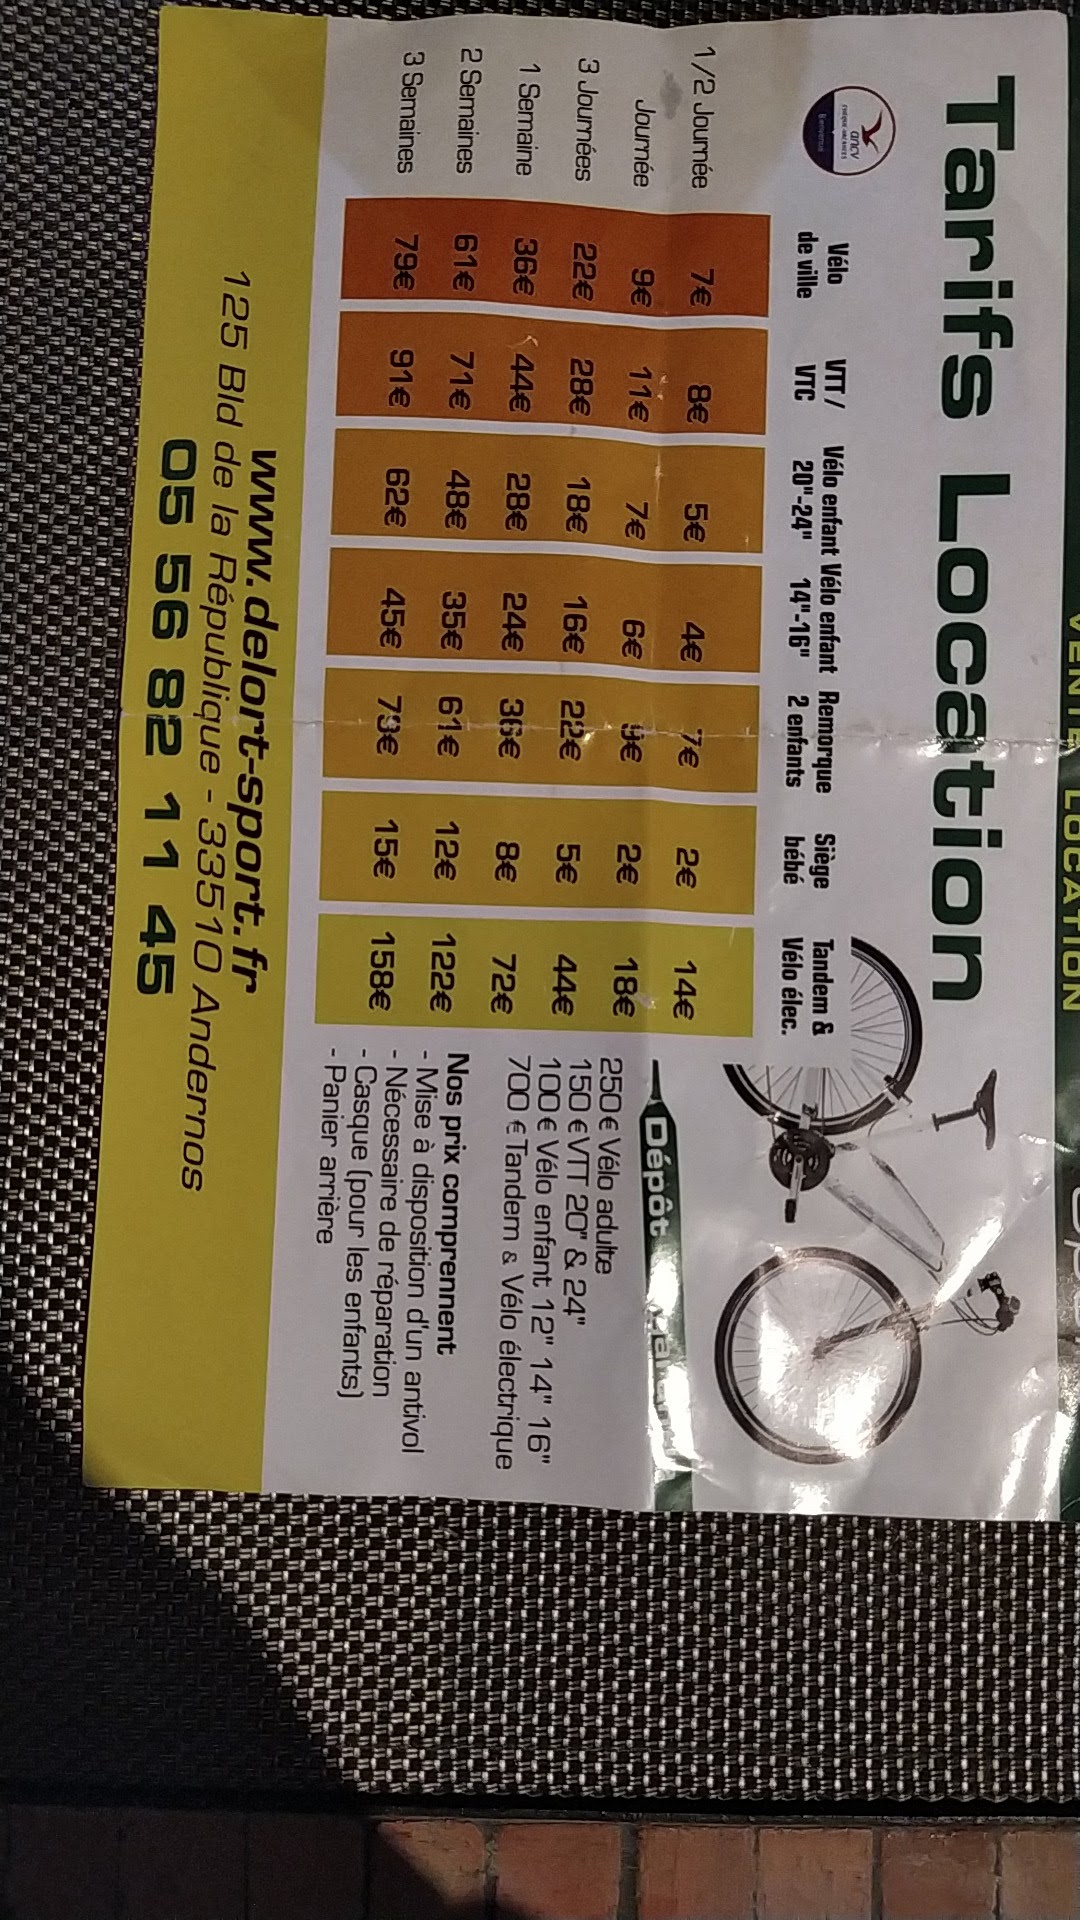 VENTE LOCATION
Tarifs Location
ancv
Vélo de ville
VTT / VTC
Vélo enfant 20"-24"
Vélo enfant 14"-16"
Remorque 2 enfants
Siège bébé
Tandem & Vélo élec.
1/2 Journée 7€ 8€ 5€ 4€ 7€ 2€ 14€
Journée 9€ 11€ 7€ 6€ 9€ 2€ 18€
3 Journées 22€ 28€ 18€ 16€ 22€ 5€ 44€
1 Semaine 36€ 44€ 28€ 24€ 36€ 8€ 72€
2 Semaines 61€ 71€ 48€ 35€ 61€ 12€ 122€
3 Semaines 79€ 91€ 62€ 45€ 79€ 15€ 158€
Dépôt
250€ Vélo adulte
150 €VTT 20" & 24"
100€ Vélo enfant 12" 14" 16"
700 €Tandem & Vélo électrique
Nos prix comprennent
- Mise à disposition d'un antivol
- Nécessaire de réparation
- Casque (pour les enfants)
- Panier arrière
www.delort-sport.fr
125 Bld de la République - 33510 Andernos
05 56 82 11 45